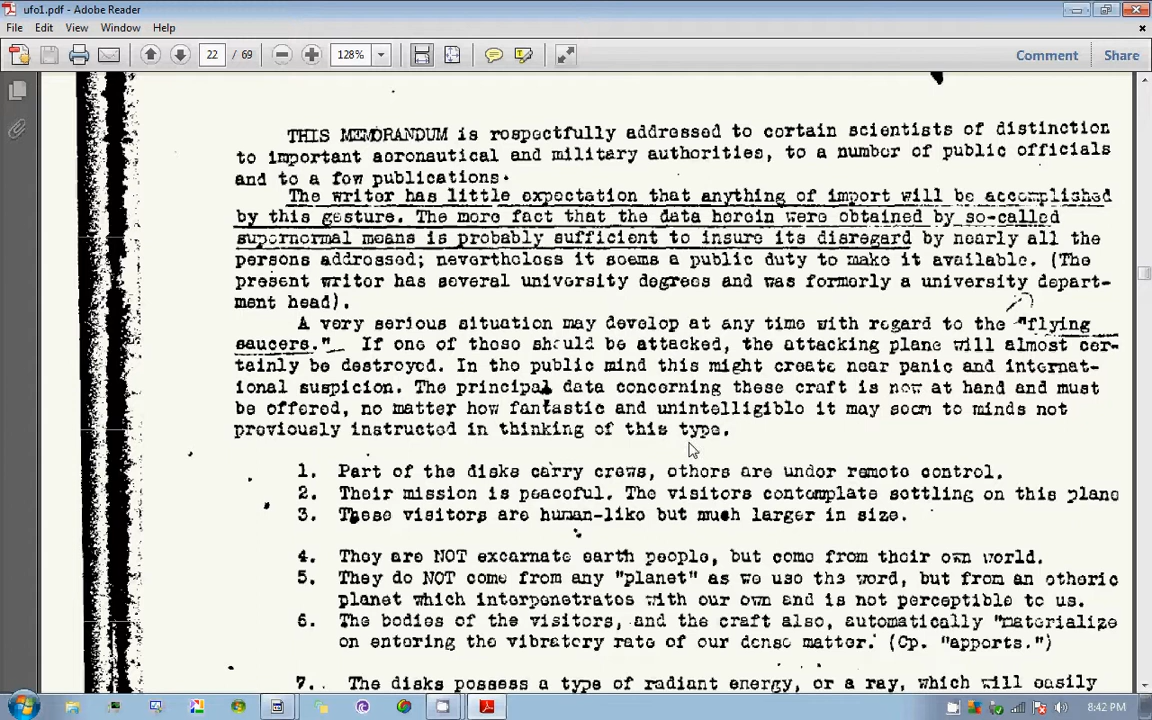 ufo1.pdf - Adobe Reader
File Edit View Window Help
22 / 69 128% Comment Share
THIS MEMORANDUM is respectfully addressed to certain scientists of distinction
to important aeronautical and military authorities, to a number of public officials
and to a few publications.
The writer has little expectation that anything of import will be accomplished
by this gesture. The more fact that the data herein were obtained by so-called
supernormal means is probably sufficient to insure its disregard by nearly all the
persons addressed; nevertheless it seems a public duty to make it available. (The
present writer has several university degrees and was formerly a university depart-
ment head).
A very serious situation may develop at any time with regard to the "flying
saucers." If one of those should be attacked, the attacking plane will almost cer-
tainly be destroyed. In the public mind this might create near panic and internat-
ional suspicion. The principal data concerning these craft is now at hand and must
be offered, no matter how fantastic and unintelligible it may seem to minds not
previously instructed in thinking of this type.
1. Part of the disks carry crews, others are under remote control.
2. Their mission is peaceful. The visitors contemplate settling on this plane
3. These visitors are human-like but much larger in size.
4. They are NOT excarnate earth people, but come from their own world.
5. They do NOT come from any "planet" as we use the word, but from an etheric
planet which interpenetrates with our own and is not perceptible to us.
6. The bodies of the visitors, and the craft also, automatically "materialize
on entering the vibratory rate of our dense matter. (Cp. "apports.")
7. The disks possess a type of radiant energy, or a ray, which will easily
8:42 PM